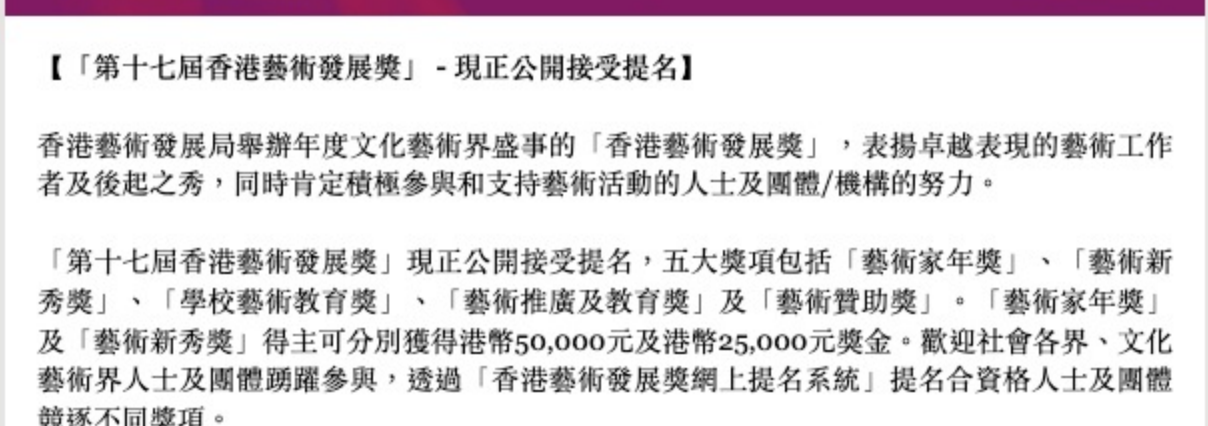 【「第十七屆香港藝術發展獎」 - 現正公開接受提名】
香港藝術發展局舉辦年度文化藝術界盛事的「香港藝術發展獎」，表揚卓越表現的藝術工作
者及後起之秀，同時肯定積極參與和支持藝術活動的人士及團體/機構的努力。
「第十七屆香港藝術發展獎」現正公開接受提名，五大獎項包括「藝術家年獎」、「藝術新
秀獎」、「學校藝術教育獎」、「藝術推廣及教育獎」及「藝術贊助獎」。「藝術家年獎」
及「藝術新秀獎」得主可分別獲得港幣50,000元及港幣25,000元獎金。歡迎社會各界、文化
藝術界人士及團體踴躍參與，透過「香港藝術發展獎網上提名系統」提名合資格人士及團體
競逐不同獎項。